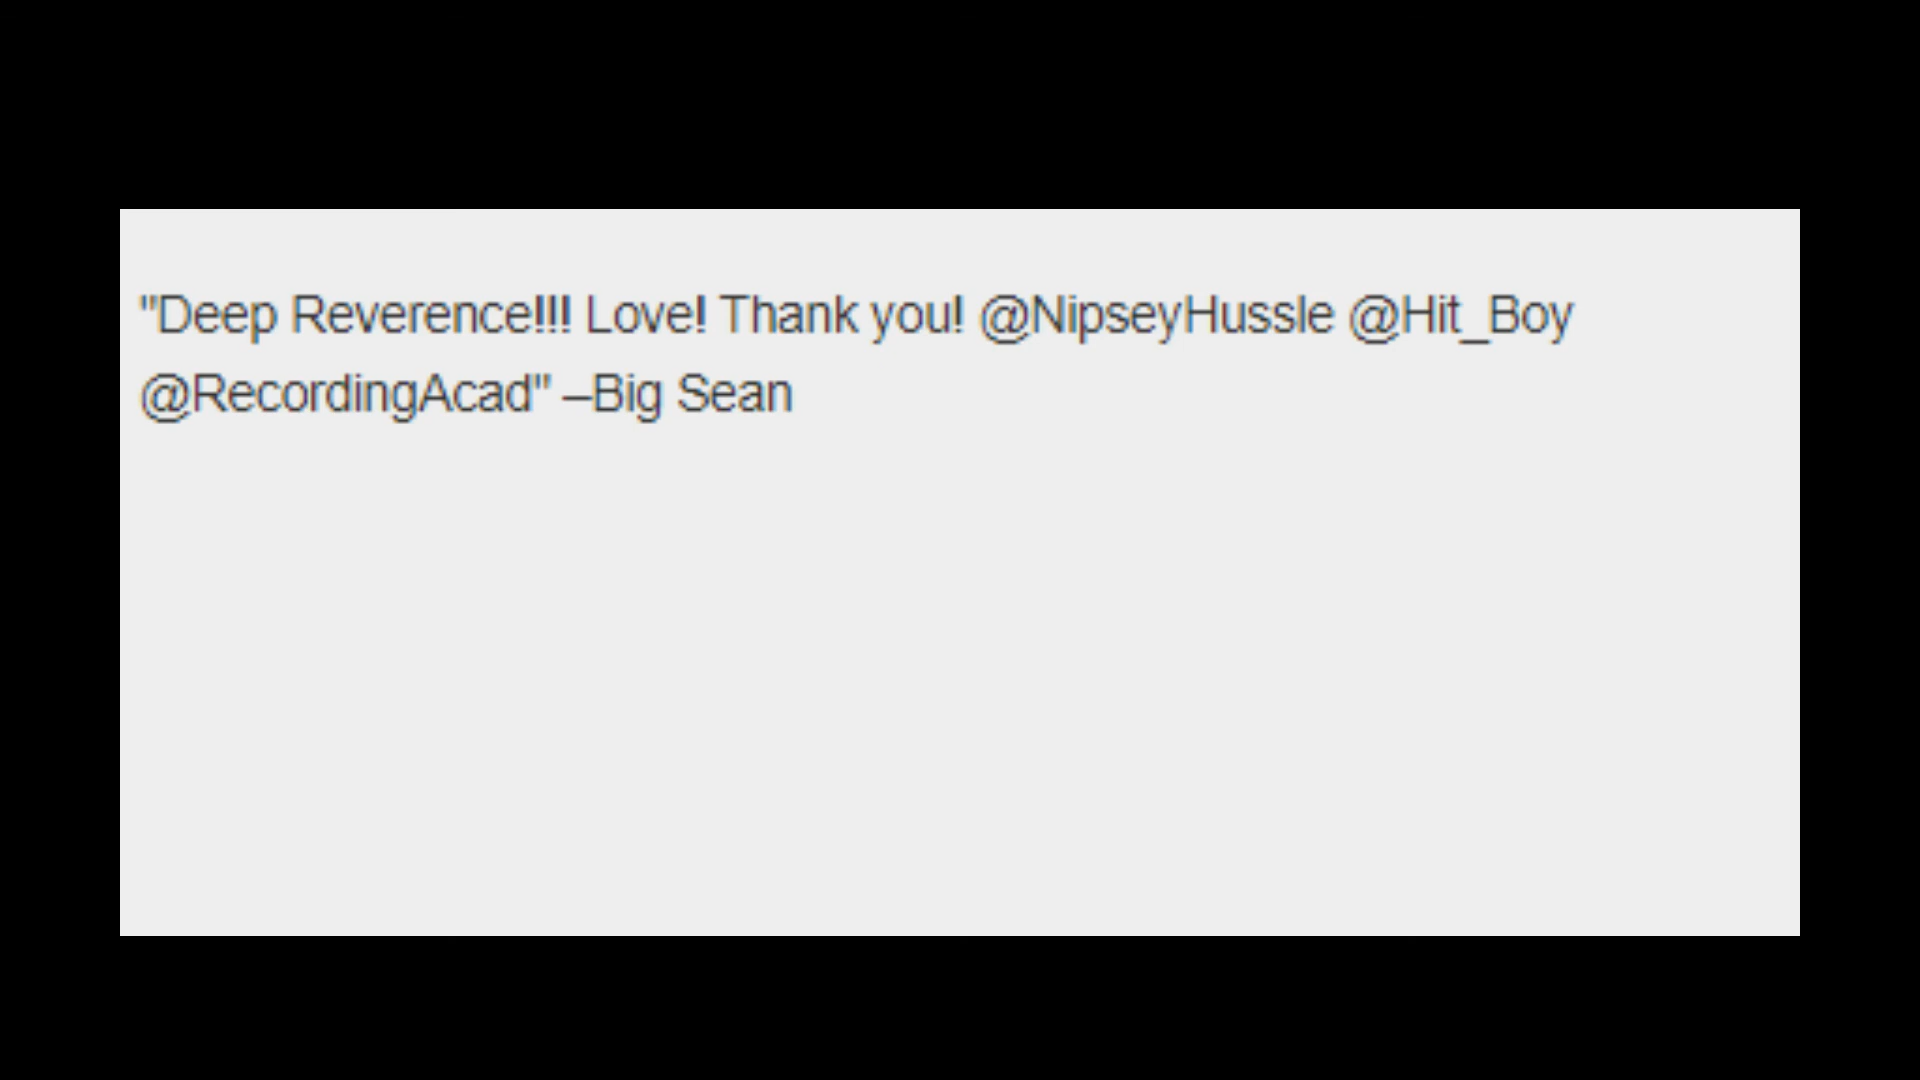 "Deep Reverence!!! Love! Thank you! @NipseyHussle @Hit_Boy
@RecordingAcad" –Big Sean